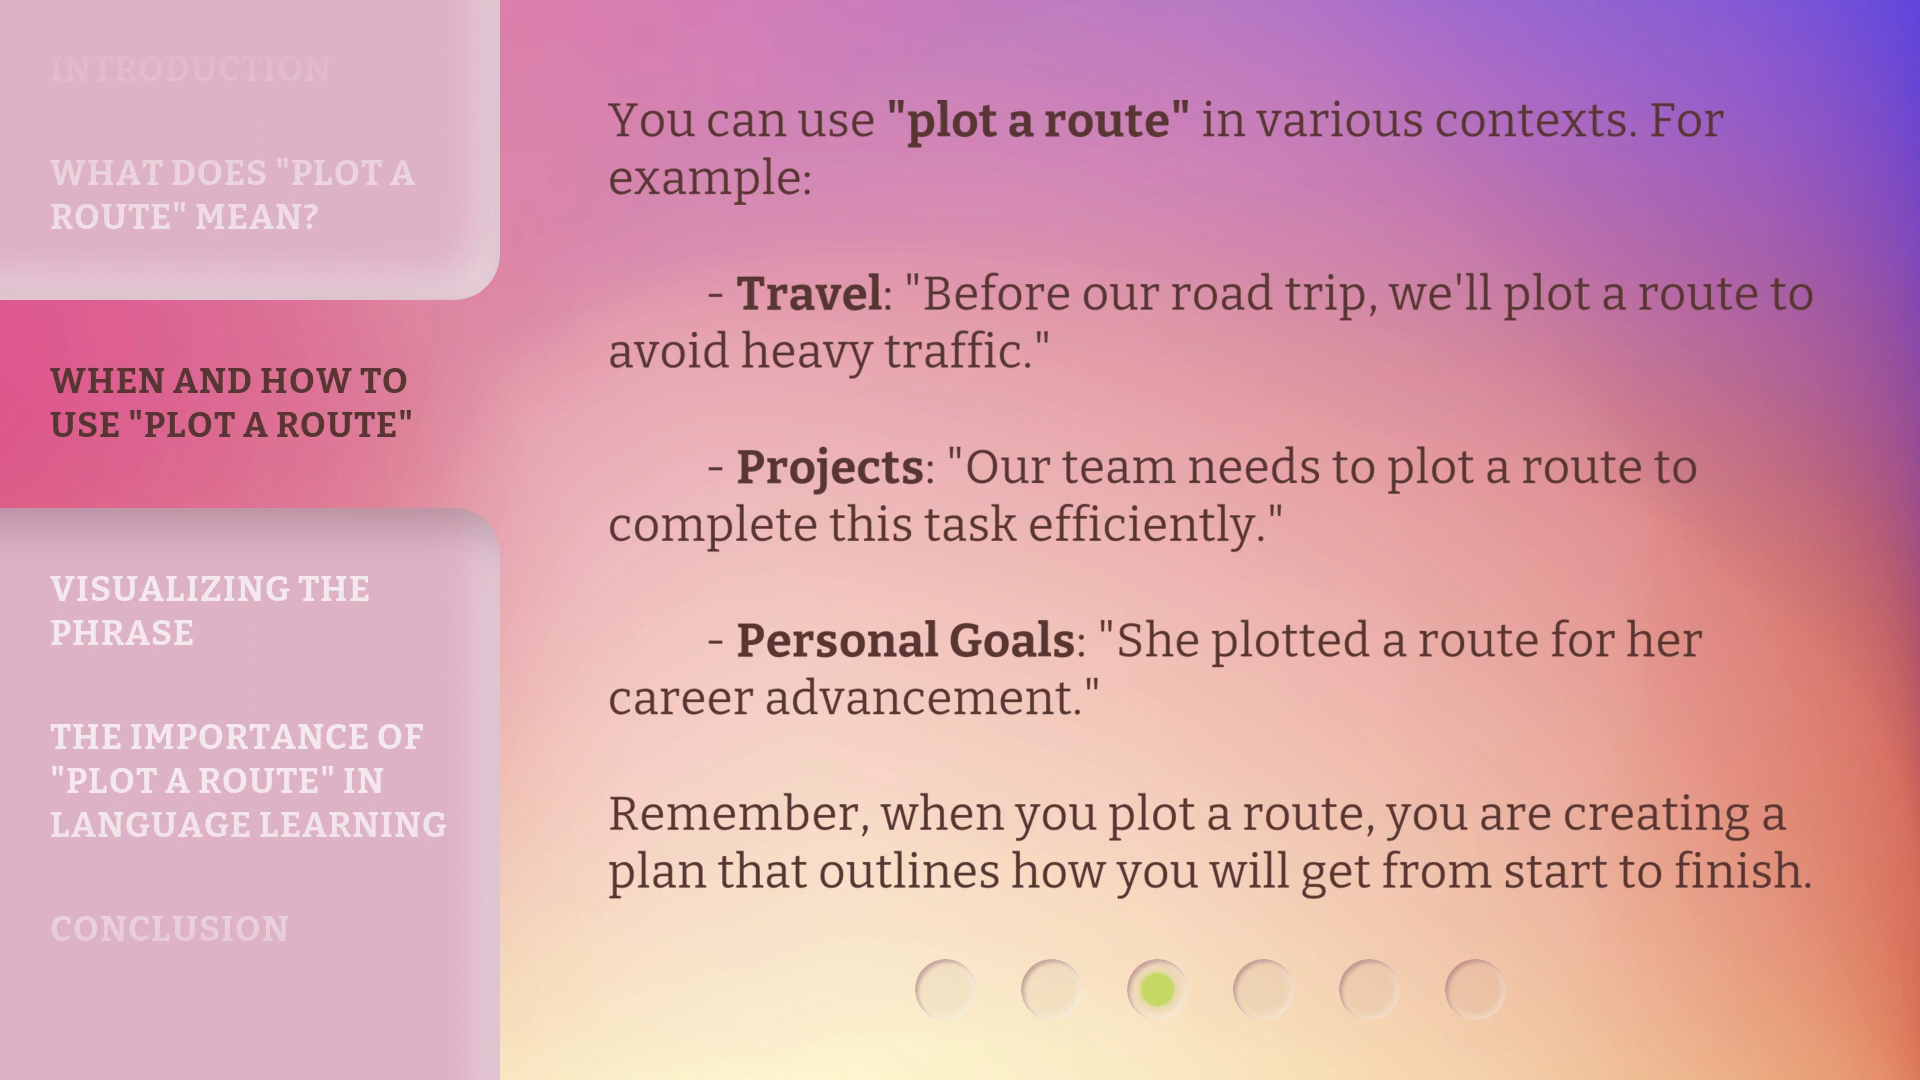 INTRODUCTION
WHAT DOES "PLOT A
ROUTE" MEAN?
WHEN AND HOW TO
USE "PLOT A ROUTE"
VISUALIZING THE
PHRASE
THE IMPORTANCE OF
"PLOT A ROUTE" IN
LANGUAGE LEARNING
CONCLUSION
You can use "plot a route" in various contexts. For
example:
- Travel: "Before our road trip, we'll plot a route to
avoid heavy traffic."
- Projects: "Our team needs to plot a route to
complete this task efficiently."
- Personal Goals: "She plotted a route for her
career advancement."
Remember, when you plot a route, you are creating a
plan that outlines how you will get from start to finish.